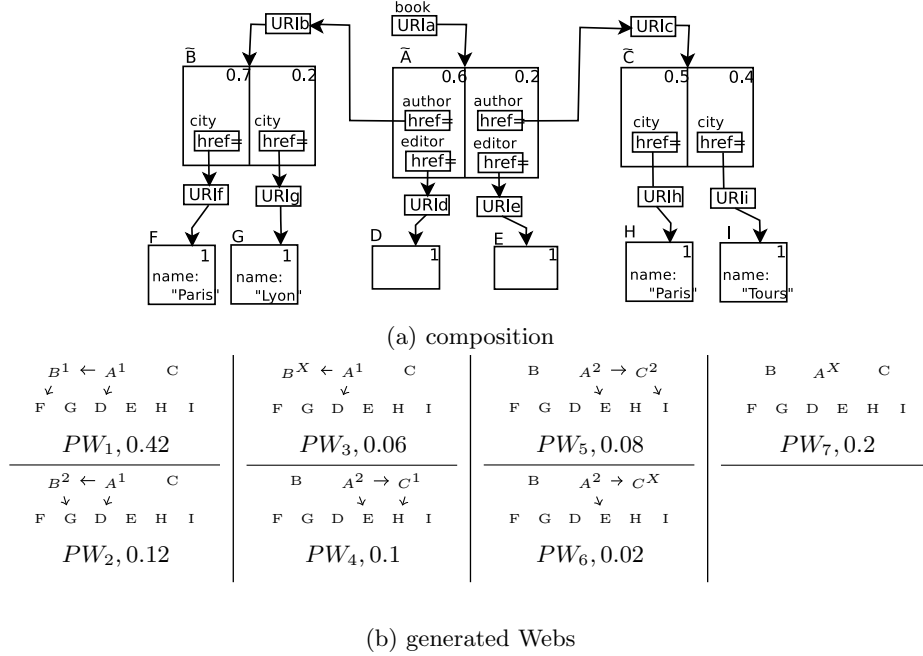 book
URIb URIa URIc
B̃ Ã C̃
0.7 0.2 0.6 0.2 0.5 0.4
author author
href= href=
city city editor editor city city
href= href= href= href= href= href=
URIf URIg URId URIe URIh URIi
F G D E H I
1 1 1 1 1 1
name: name: name: name:
"Paris" "Lyon" "Paris" "Tours"
(a) composition
B¹ ← A¹ C
F G D E H I
PW₁, 0.42
Bˣ ← A¹ C
F G D E H I
PW₃, 0.06
B A² → C²
F G D E H I
PW₅, 0.08
B Aˣ C
F G D E H I
PW₇, 0.2
B² ← A¹ C
F G D E H I
PW₂, 0.12
B A² → C¹
F G D E H I
PW₄, 0.1
B A² → Cˣ
F G D E H I
PW₆, 0.02
(b) generated Webs